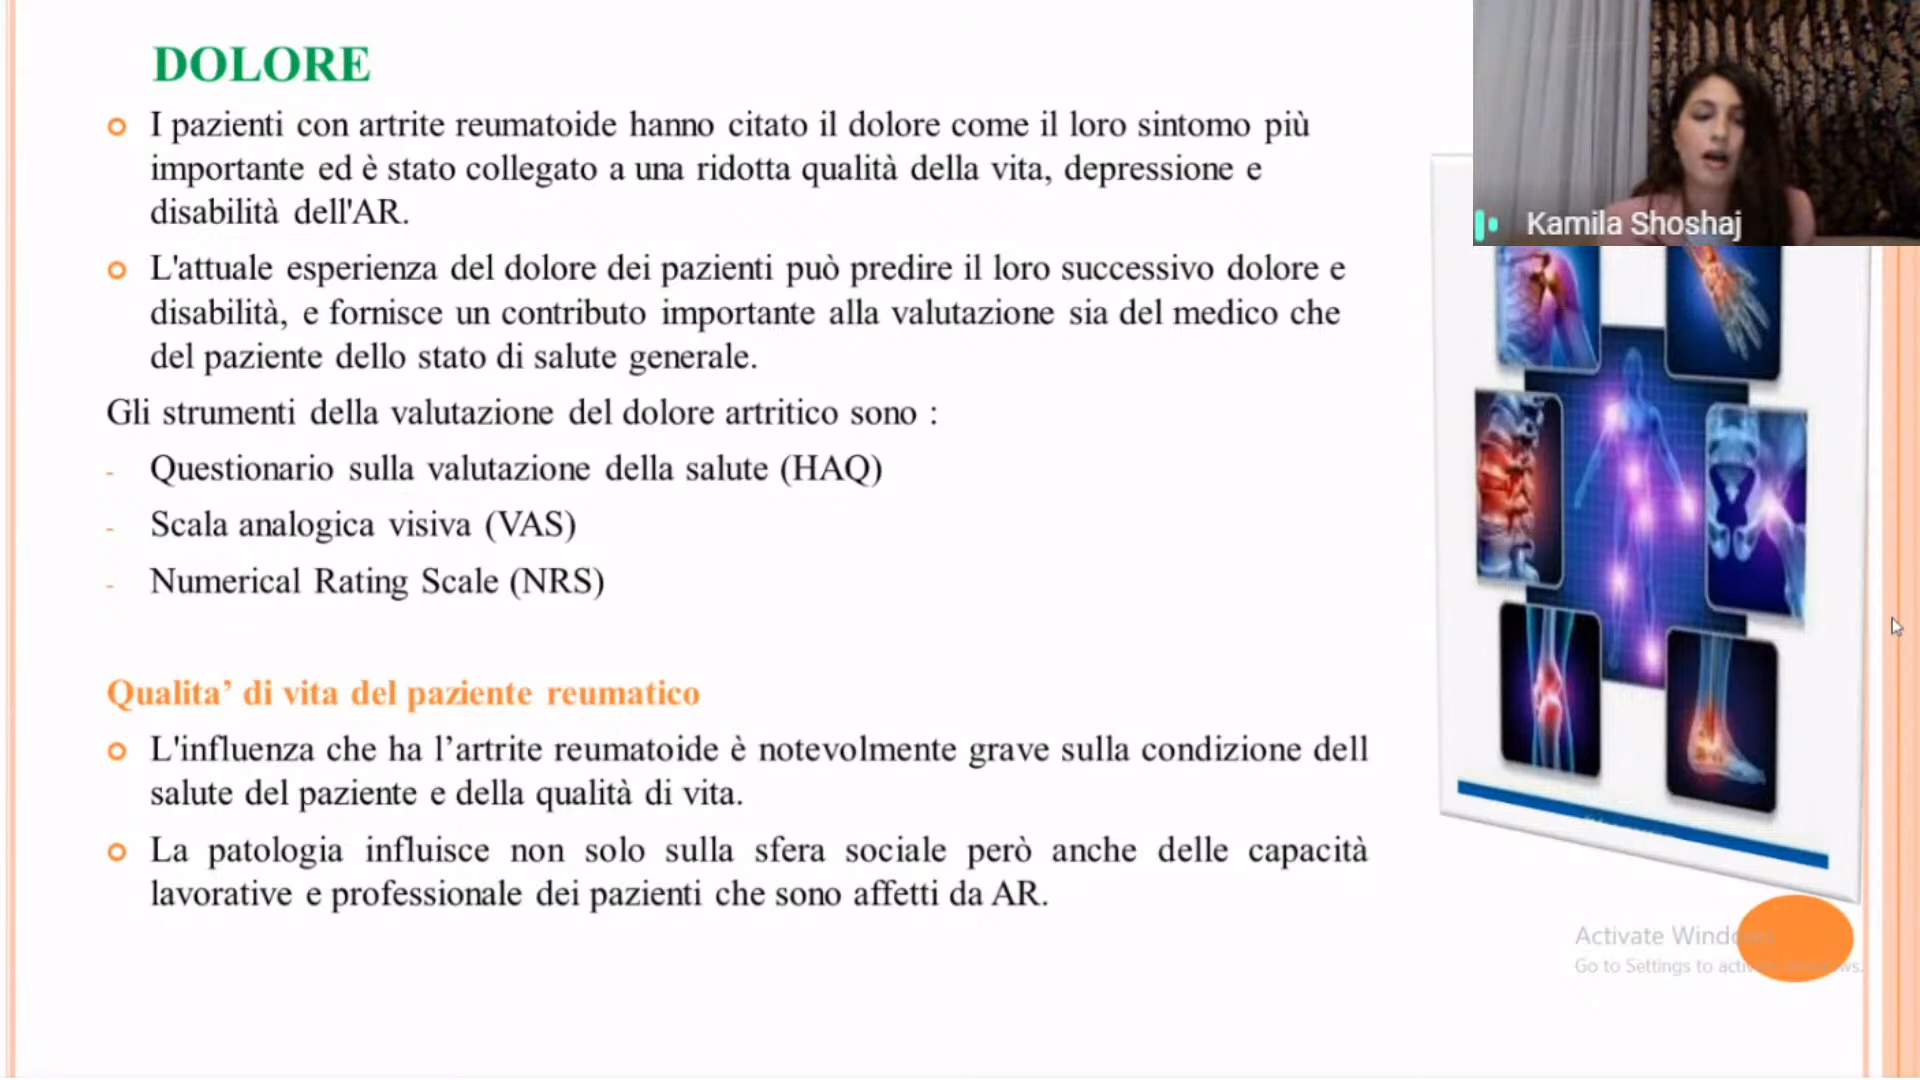 DOLORE
I pazienti con artrite reumatoide hanno citato il dolore come il loro sintomo più
importante ed è stato collegato a una ridotta qualità della vita, depressione e
disabilità dell'AR.
L'attuale esperienza del dolore dei pazienti può predire il loro successivo dolore e
disabilità, e fornisce un contributo importante alla valutazione sia del medico che
del paziente dello stato di salute generale.
Gli strumenti della valutazione del dolore artritico sono :
- Questionario sulla valutazione della salute (HAQ)
- Scala analogica visiva (VAS)
- Numerical Rating Scale (NRS)
Qualita’ di vita del paziente reumatico
L'influenza che ha l’artrite reumatoide è notevolmente grave sulla condizione dell
salute del paziente e della qualità di vita.
La patologia influisce non solo sulla sfera sociale però anche delle capacità
lavorative e professionale dei pazienti che sono affetti da AR.
Kamila Shoshaj
Activate Windows
Go to Settings to activate Windows.